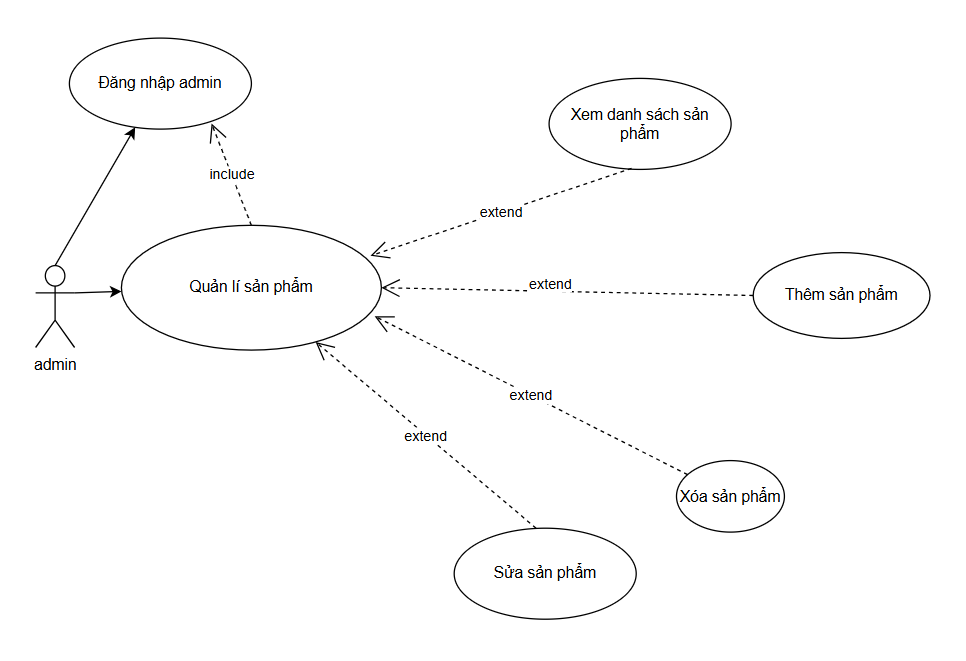 Đăng nhập admin
Xem danh sách sản
phẩm
include
extend
Quản lí sản phẩm
extend
Thêm sản phẩm
admin
extend
extend
Xóa sản phẩm
Sửa sản phẩm